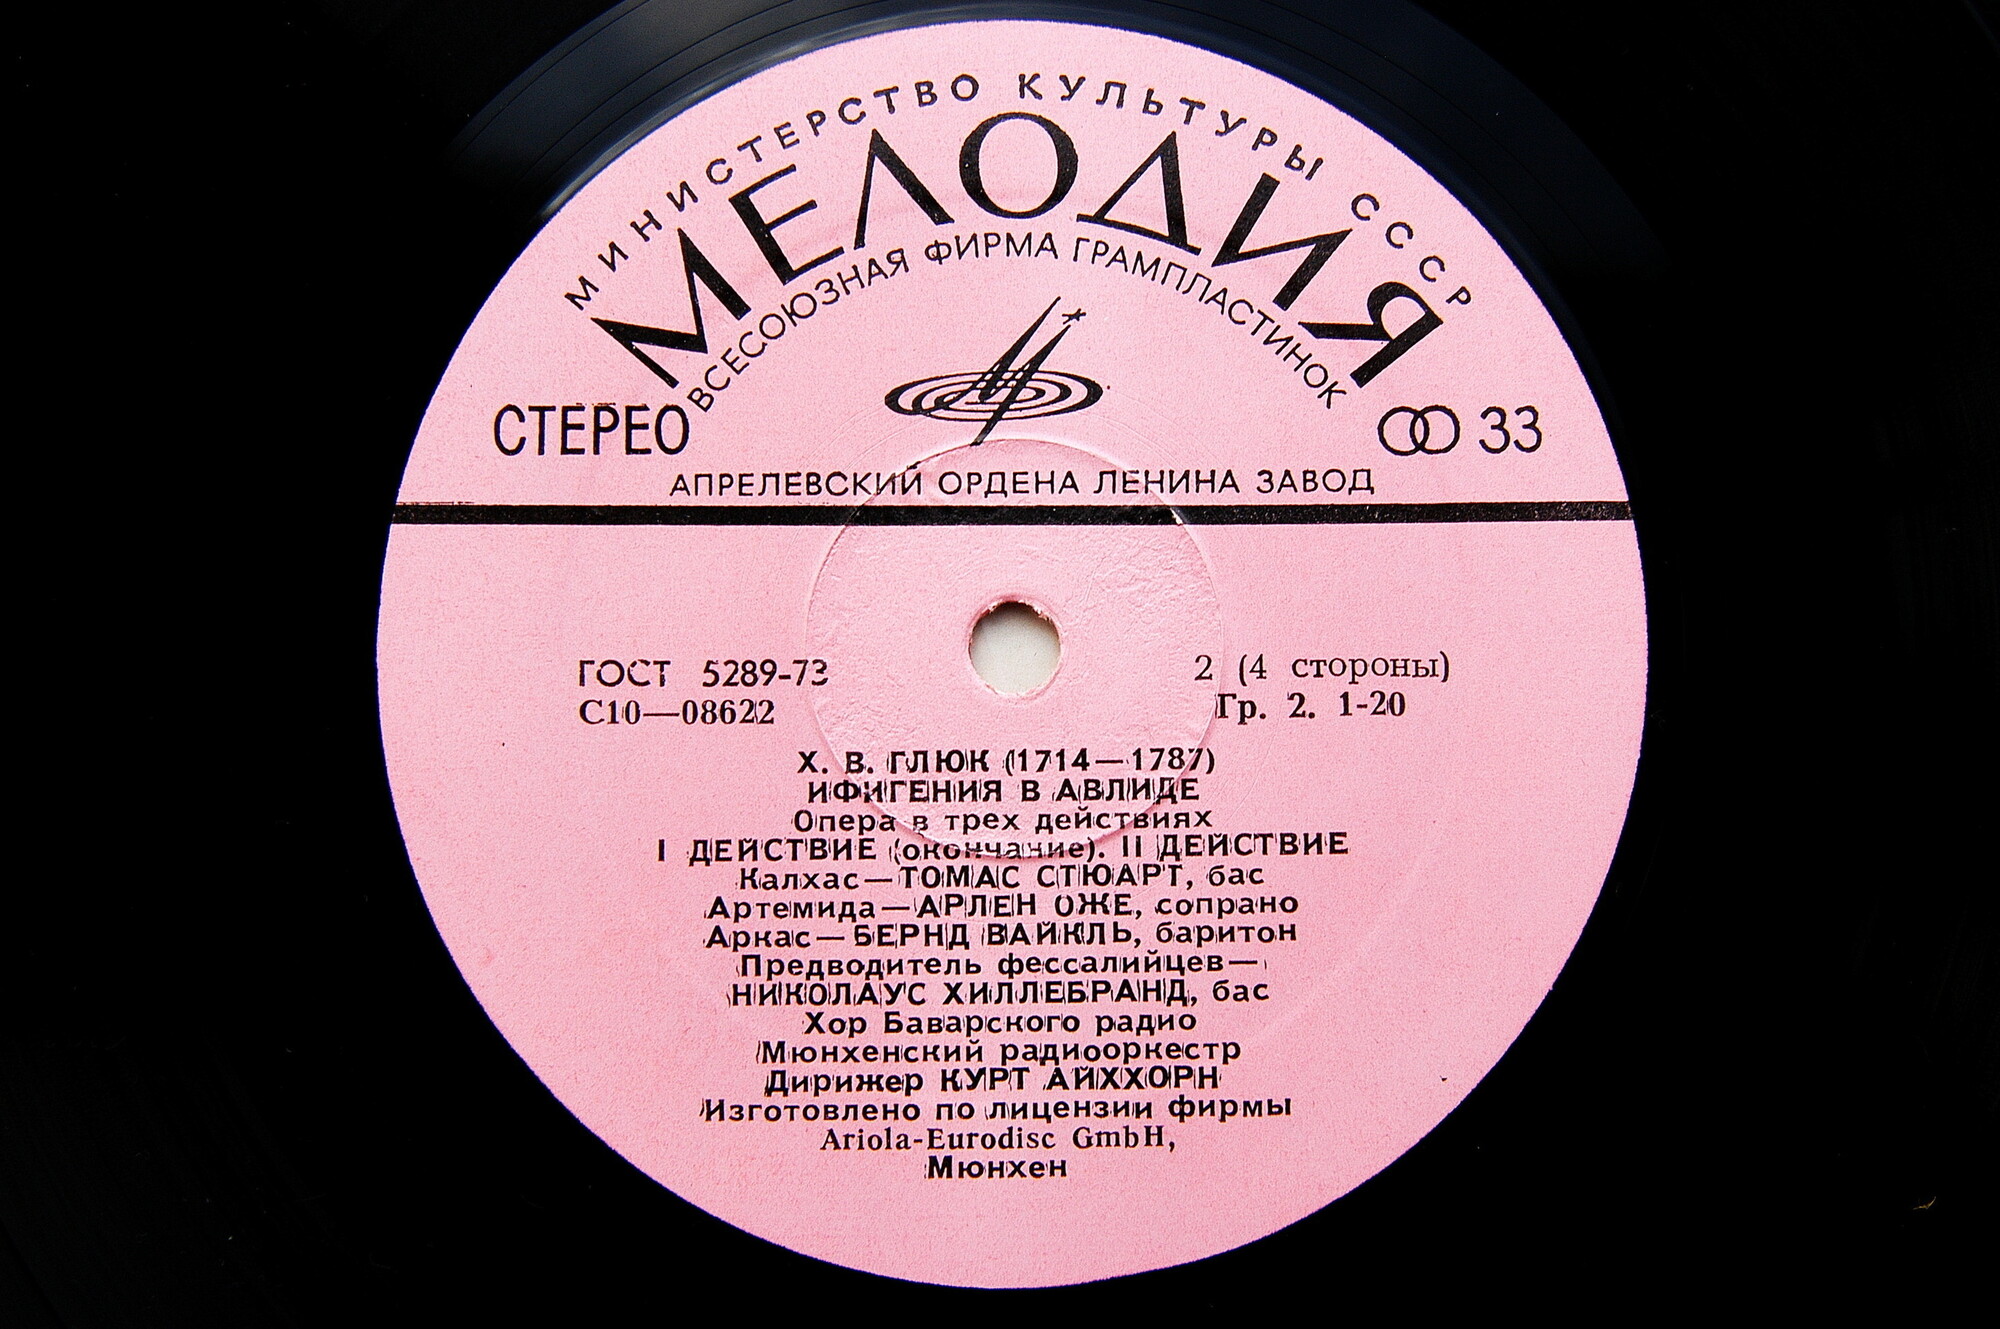 МИНИСТЕРСТВО КУЛЬТУРЫ СССР
МЕЛОДИЯ
ВСЕСОЮЗНАЯ ФИРМА ГРАМПЛАСТИНОК
СТЕРЕО
33
АПРЕЛЕВСКИЙ ОРДЕНА ЛЕНИНА ЗАВОД
ГОСТ 5289-73
2 (4 стороны)
С10—08622
Гр. 2. 1-20
Х. В. ГЛЮК (1714—1787)
ИФИГЕНИЯ В АВЛИДЕ
Опера в трех действиях
I ДЕЙСТВИЕ (окончание). II ДЕЙСТВИЕ
Калхас—ТОМАС СТЮАРТ, бас
Артемида—АРЛЕН ОЖЕ, сопрано
Аркас—БЕРНД ВАЙКЛЬ, баритон
Предводитель фессалийцев—
НИКОЛАУС ХИЛЛЕБРАНД, бас
Хор Баварского радио
Мюнхенский радиооркестр
Дирижер КУРТ АЙХХОРН
Изготовлено по лицензии фирмы
Ariola-Eurodisc GmbH,
Мюнхен